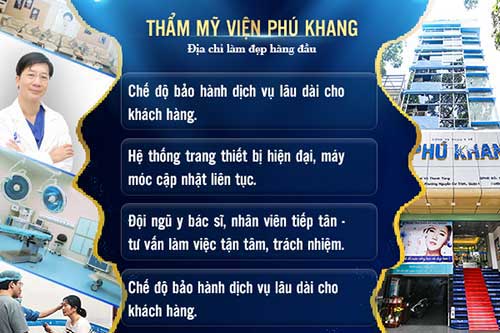 THẨM MỸ VIỆN PHÚ KHANG
Địa chỉ làm đẹp hàng đầu
Chế độ bảo hành dịch vụ lâu dài cho
khách hàng.
Hệ thống trang thiết bị hiện đại, máy
móc cập nhật liên tục.
Đội ngũ y bác sĩ, nhân viên tiếp tân -
tư vấn làm việc tận tâm, trách nhiệm.
Chế độ bảo hành dịch vụ lâu dài cho
khách hàng.
PHÚ KHAN